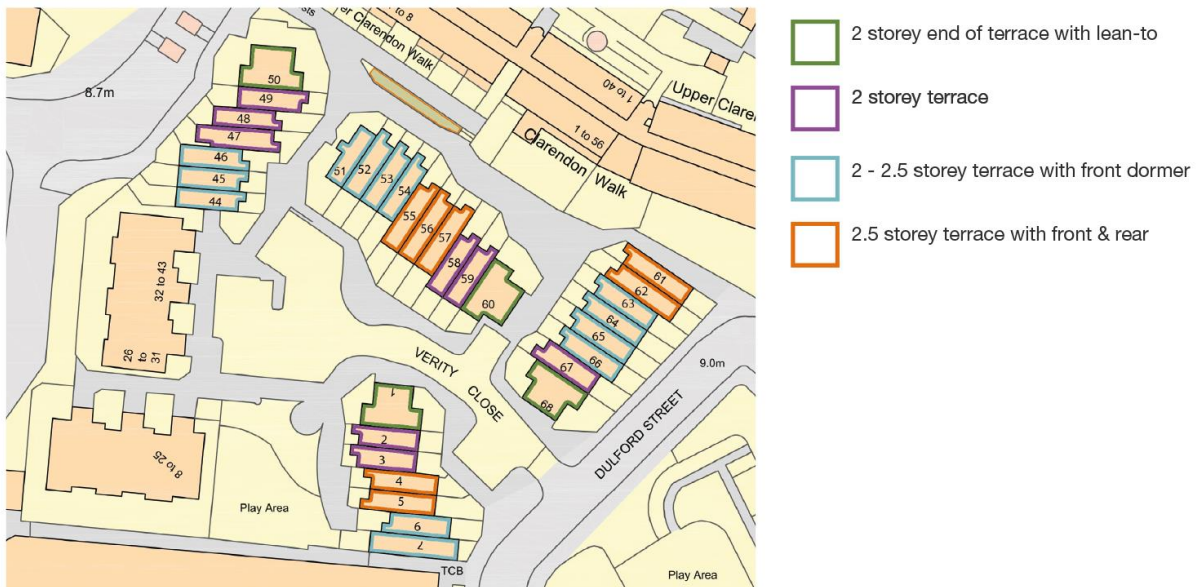 1 to 8
er Clarendon Walk
1 to 40
Upper Claren
1 to 56
Clarendon Walk
8.7m
50
49
48
47
46
45
44
51
52
53
54
55
56
57
58
59
60
61
62
63
64
65
66
67
68
32 to 43
26
to
31
VERITY CLOSE
9.0m
DULFORD STREET
1
2
3
4
5
6
7
8 to 25
Play Area
TCB
Play Area
2 storey end of terrace with lean-to
2 storey terrace
2 - 2.5 storey terrace with front dormer
2.5 storey terrace with front & rear